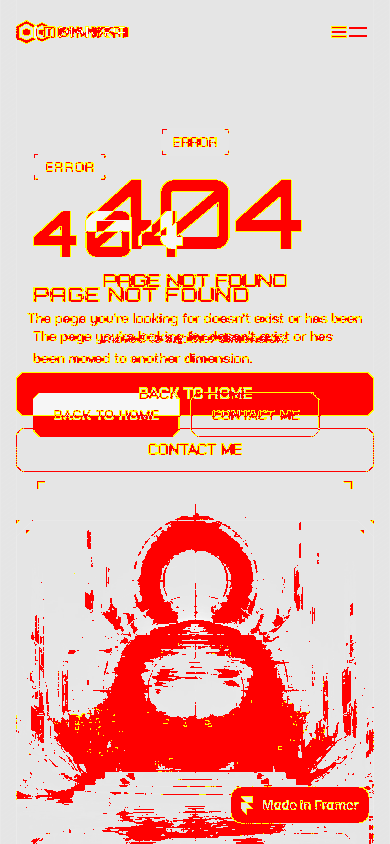 ERROR
ERROR
404
404
PAGE NOT FOUND
PAGE NOT FOUND
The page you're looking for doesn't exist or has been
The page you're looking for doesn't exist or has
been moved to another dimension.
BACK TO HOME
BACK TO HOME
CONTACT ME
CONTACT ME
Made in Framer